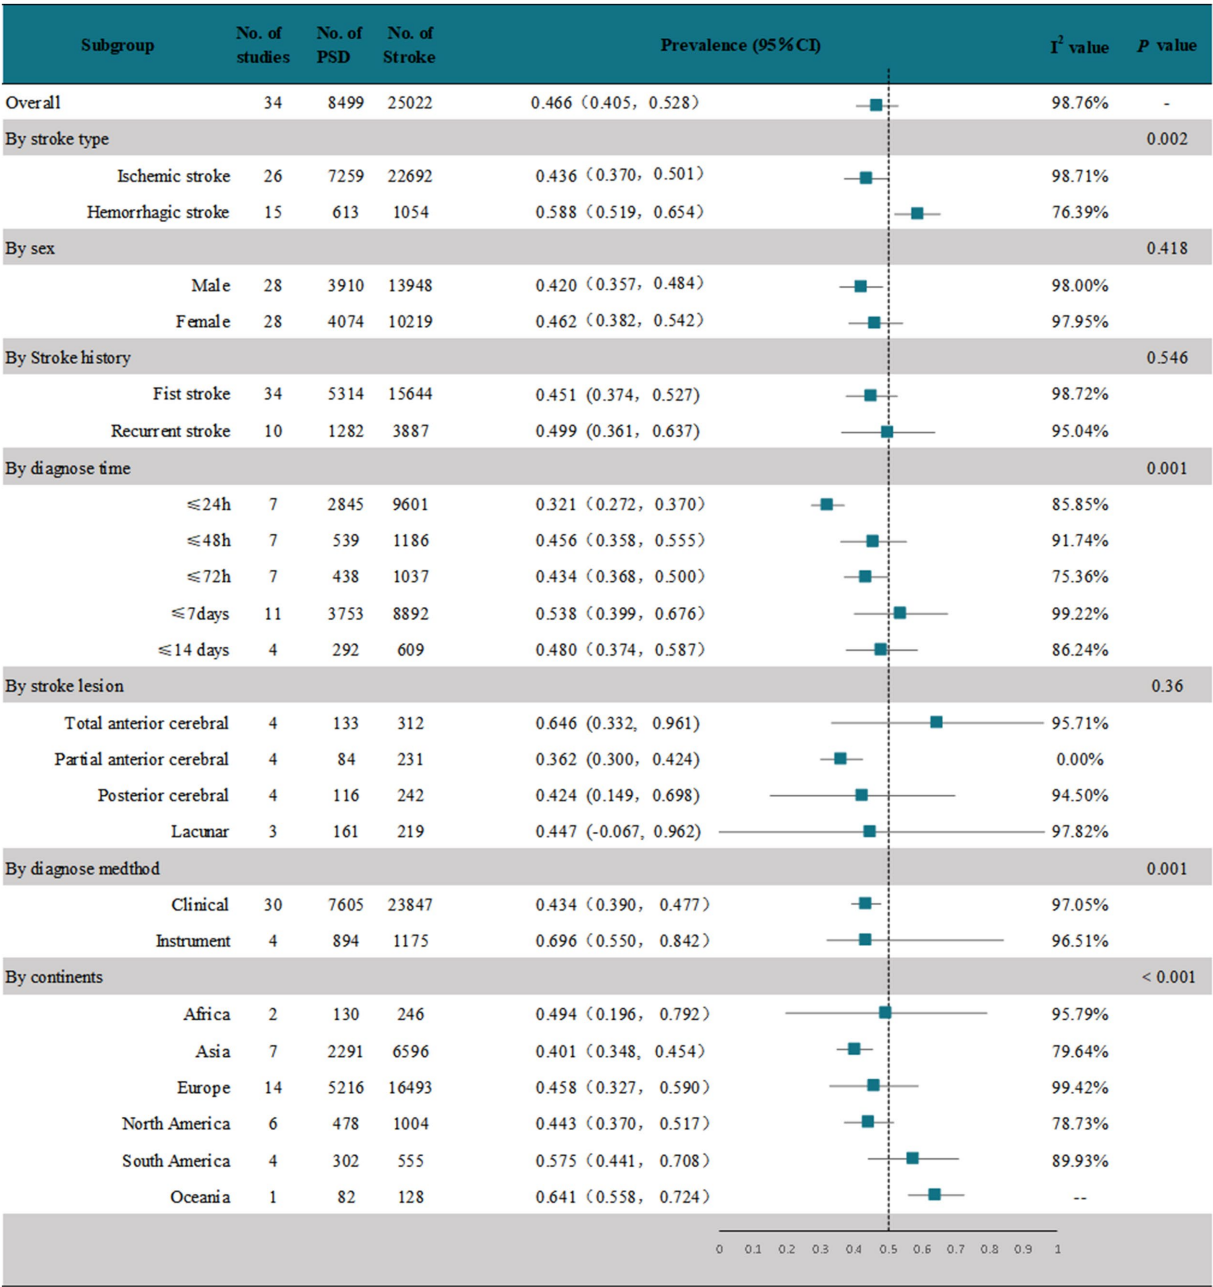 Subgroup No. of studies No. of PSD No. of Stroke Prevalence (95%CI) I² value P value
Overall 34 8499 25022 0.466（0.405，0.528） 98.76% -
By stroke type 0.002
Ischemic stroke 26 7259 22692 0.436（0.370，0.501） 98.71%
Hemorrhagic stroke 15 613 1054 0.588（0.519，0.654） 76.39%
By sex 0.418
Male 28 3910 13948 0.420（0.357，0.484） 98.00%
Female 28 4074 10219 0.462（0.382，0.542） 97.95%
By Stroke history 0.546
Fist stroke 34 5314 15644 0.451 (0.374，0.527) 98.72%
Recurrent stroke 10 1282 3887 0.499 (0.361，0.637) 95.04%
By diagnose time 0.001
≤24h 7 2845 9601 0.321（0.272，0.370） 85.85%
≤48h 7 539 1186 0.456（0.358，0.555） 91.74%
≤72h 7 438 1037 0.434（0.368，0.500） 75.36%
≤7days 11 3753 8892 0.538（0.399，0.676） 99.22%
≤14 days 4 292 609 0.480（0.374，0.587） 86.24%
By stroke lesion 0.36
Total anterior cerebral 4 133 312 0.646 (0.332, 0.961) 95.71%
Partial anterior cerebral 4 84 231 0.362 (0.300，0.424) 0.00%
Posterior cerebral 4 116 242 0.424 (0.149，0.698) 94.50%
Lacunar 3 161 219 0.447 (-0.067, 0.962) 97.82%
By diagnose medthod 0.001
Clinical 30 7605 23847 0.434（0.390， 0.477） 97.05%
Instrument 4 894 1175 0.696（0.550， 0.842） 96.51%
By continents < 0.001
Africa 2 130 246 0.494（0.196， 0.792） 95.79%
Asia 7 2291 6596 0.401（0.348, 0.454） 79.64%
Europe 14 5216 16493 0.458（0.327，0.590） 99.42%
North America 6 478 1004 0.443（0.370，0.517） 78.73%
South America 4 302 555 0.575（0.441，0.708） 89.93%
Oceania 1 82 128 0.641（0.558，0.724） --
0 0.1 0.2 0.3 0.4 0.5 0.6 0.7 0.8 0.9 1